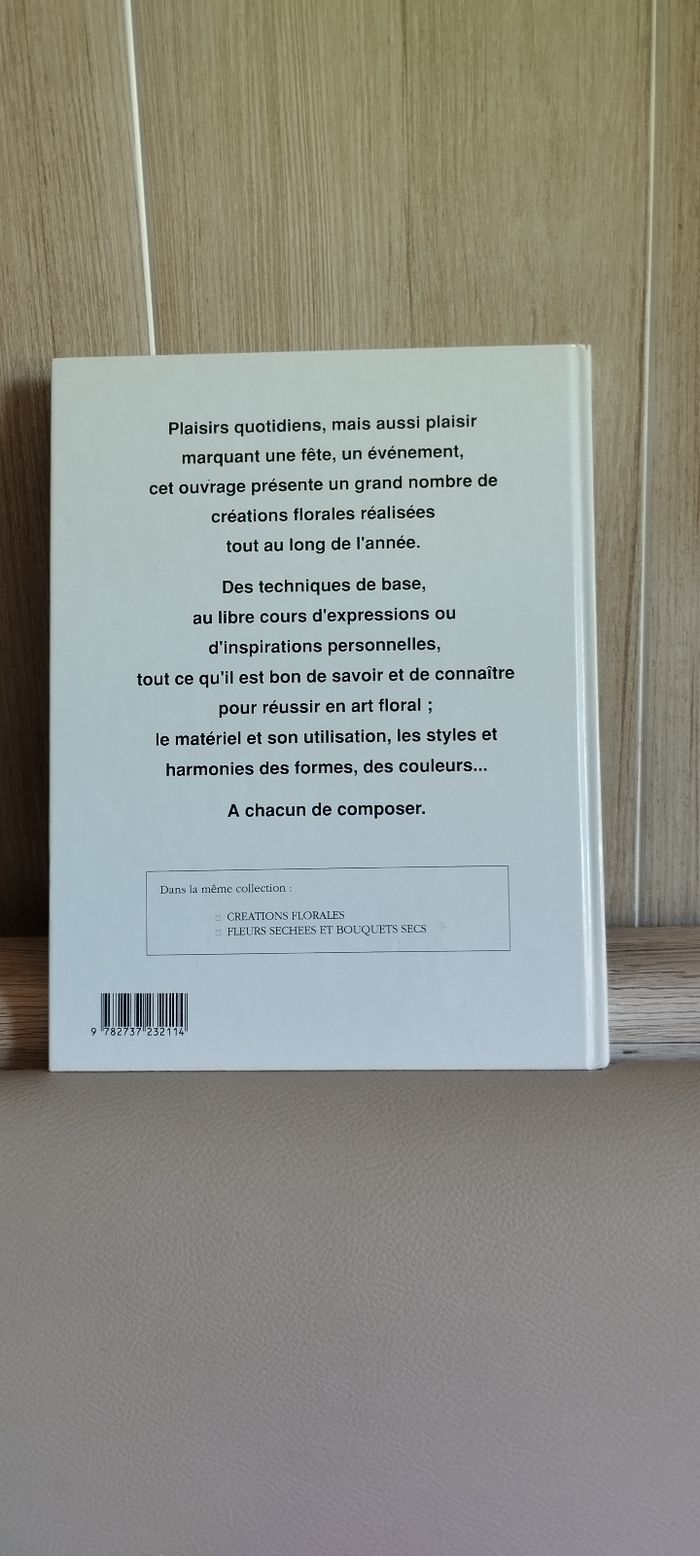 Plaisirs quotidiens, mais aussi plaisir
marquant une fête, un événement,
cet ouvrage présente un grand nombre de
créations florales réalisées
tout au long de l'année.
Des techniques de base,
au libre cours d'expressions ou
d'inspirations personnelles,
tout ce qu'il est bon de savoir et de connaître
pour réussir en art floral ;
le matériel et son utilisation, les styles et
harmonies des formes, des couleurs...
A chacun de composer.
Dans la même collection :
□ CREATIONS FLORALES
□ FLEURS SECHEES ET BOUQUETS SECS
9 782737 232114